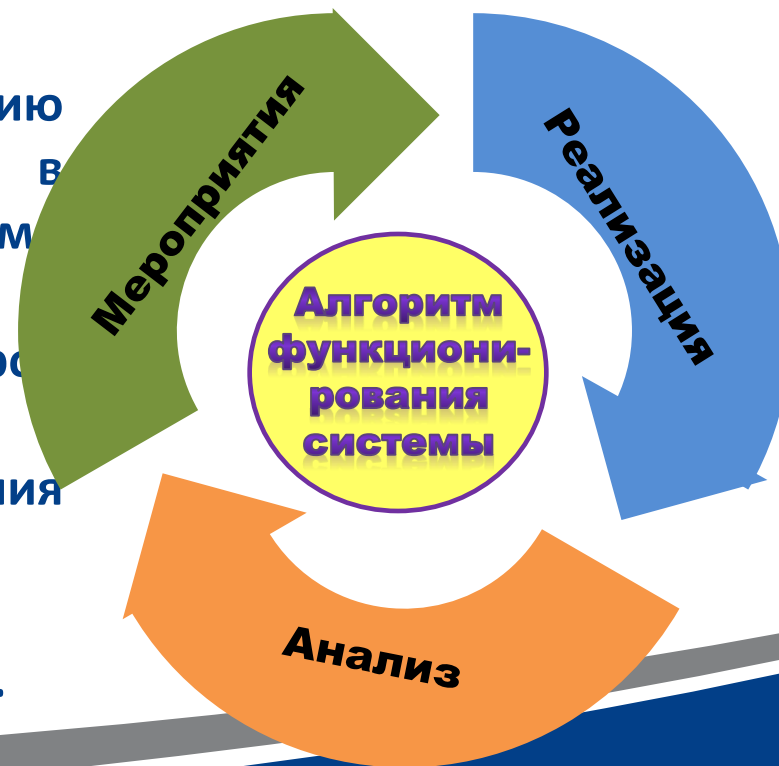 Мероприятия
Реализация
Алгоритм
функциони-
рования
системы
Анализ
в